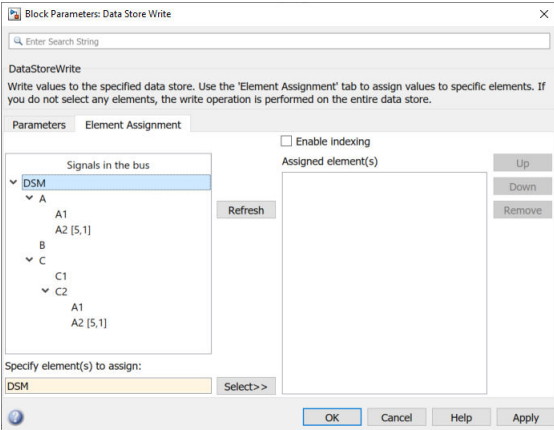 Block Parameters: Data Store Write
Enter Search String
DataStoreWrite
Write values to the specified data store. Use the 'Element Assignment' tab to assign values to specific elements. If
you do not select any elements, the write operation is performed on the entire data store.
Parameters Element Assignment
Enable indexing
Signals in the bus
DSM
A
A1
A2 [5,1]
B
C
C1
C2
A1
A2 [5,1]
Refresh
Assigned element(s)
Up
Down
Remove
Specify element(s) to assign:
DSM
Select>>
OK Cancel Help Apply